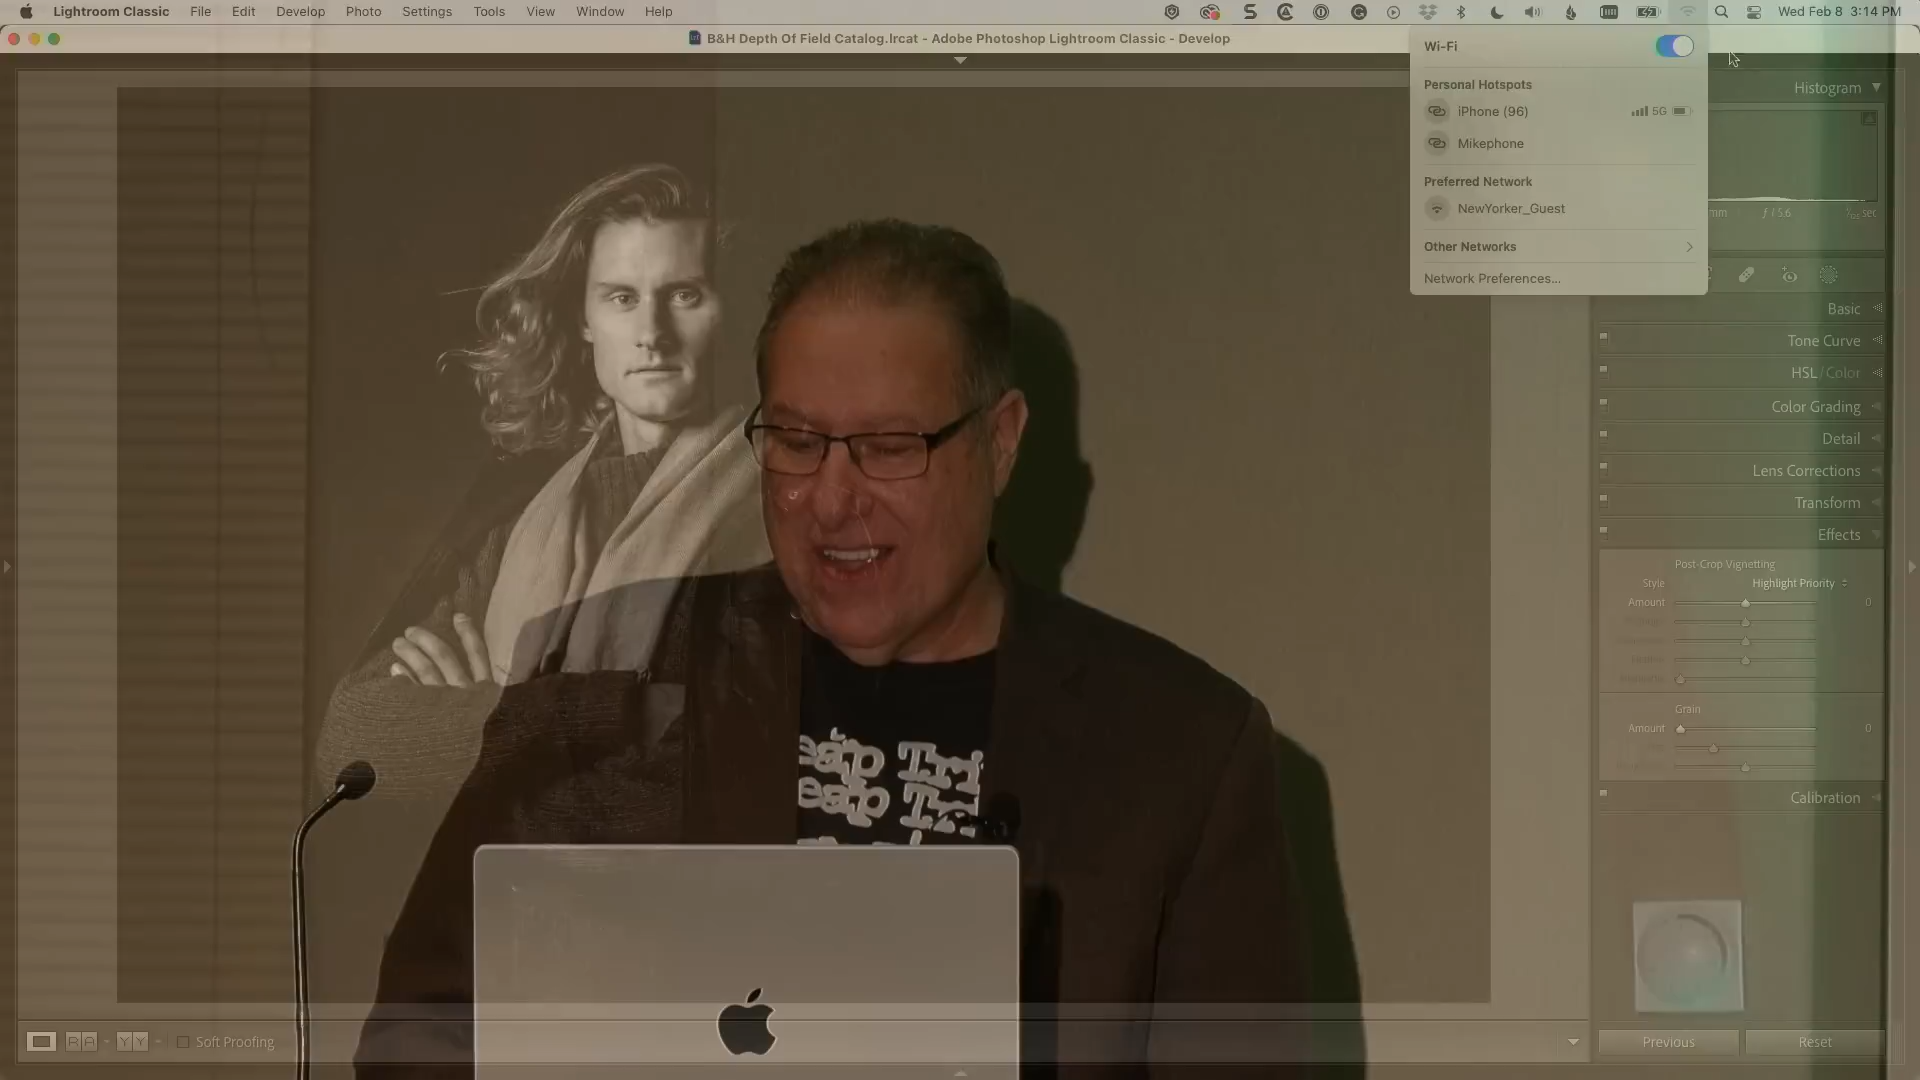 Lightroom Classic File Edit Develop Photo Settings Tools View Window Help Wed Feb 8 3:14 PM
B&H Depth Of Field Catalog.lrcat - Adobe Photoshop Lightroom Classic - Develop
Wi-Fi
Personal Hotspots
iPhone (96) 5G
Mikephone
Preferred Network
NewYorker_Guest
Other Networks
Network Preferences...
Histogram
mm ƒ / 5.6 sec
Basic
Tone Curve
HSL / Color
Color Grading
Detail
Lens Corrections
Transform
Effects
Post-Crop Vignetting
Style Highlight Priority
Amount 0
Grain
Amount 0
Calibration
Soft Proofing
Previous Reset